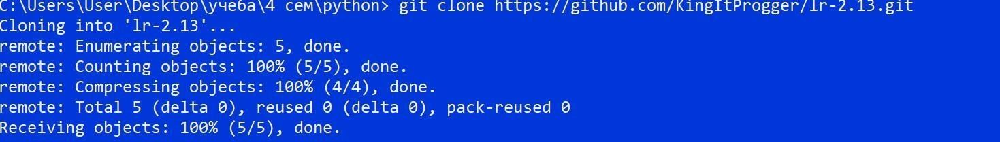 C:\Users\User\Desktop\учеба\4 сем\python> git clone https://github.com/KingItProgger/lr-2.13.git
Cloning into 'lr-2.13'...
remote: Enumerating objects: 5, done.
remote: Counting objects: 100% (5/5), done.
remote: Compressing objects: 100% (4/4), done.
remote: Total 5 (delta 0), reused 0 (delta 0), pack-reused 0
Receiving objects: 100% (5/5), done.